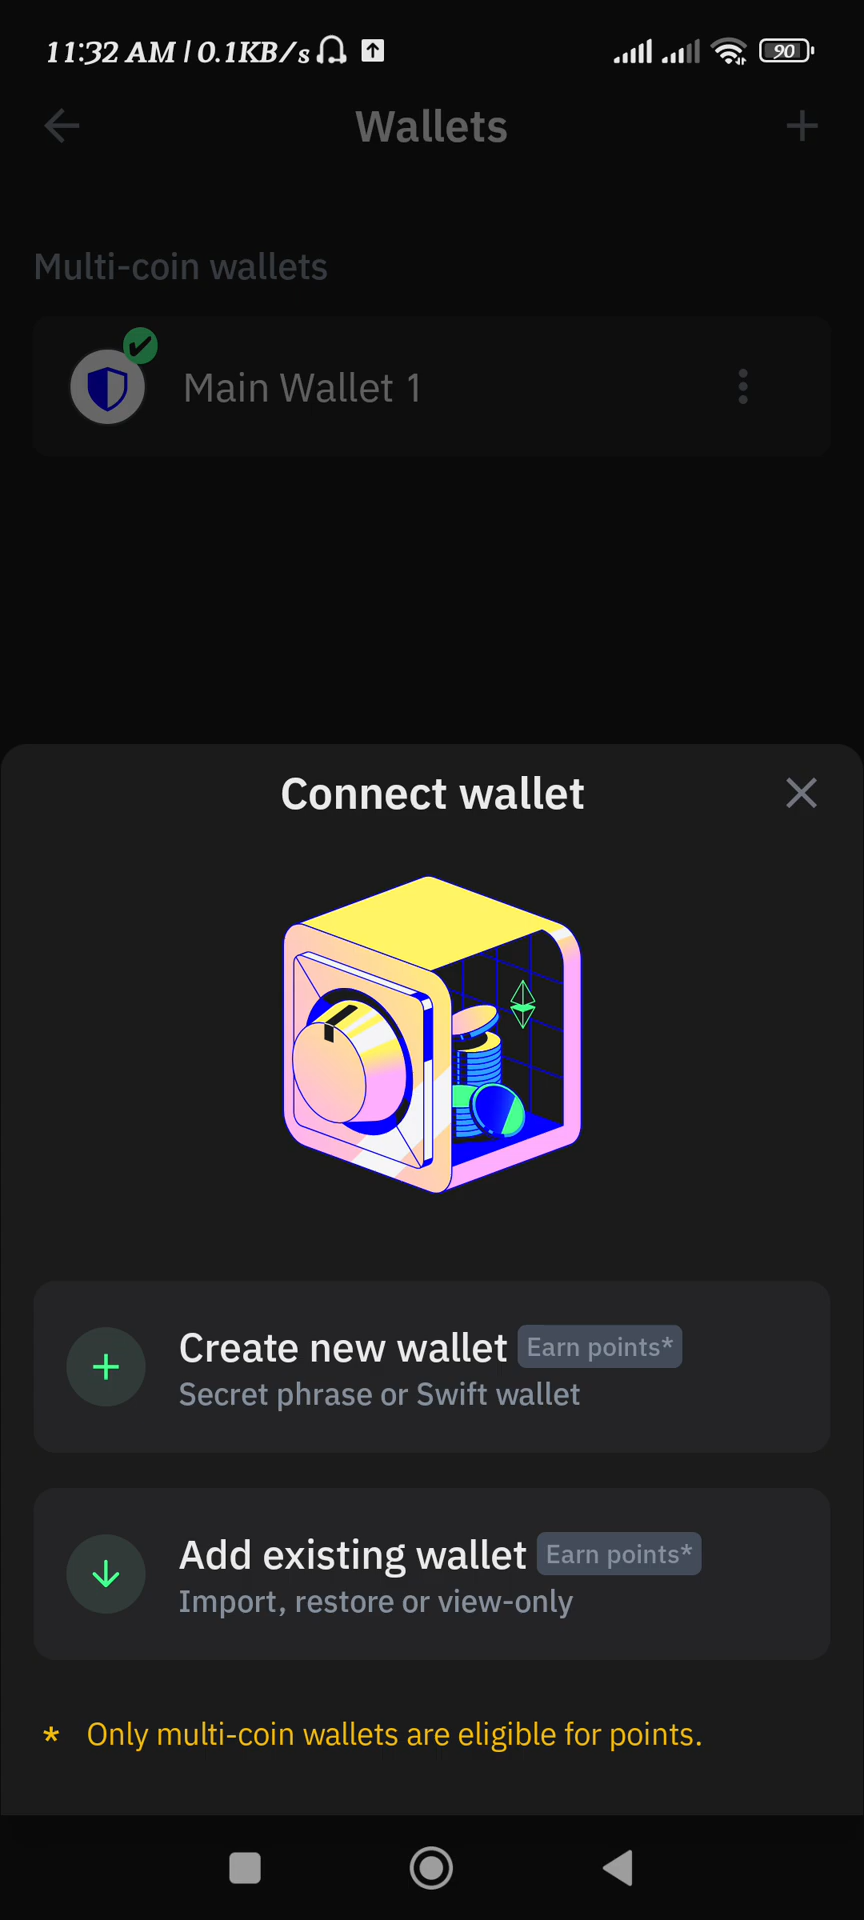 11:32 AM | 0.1KB/s
90
Wallets
Multi-coin wallets
Main Wallet 1
Connect wallet
Create new wallet Earn points*
Secret phrase or Swift wallet
Add existing wallet Earn points*
Import, restore or view-only
* Only multi-coin wallets are eligible for points.